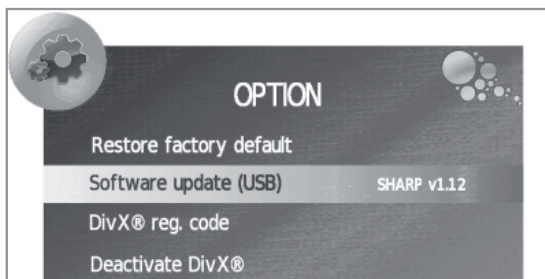 OPTION
Restore factory default
Software update (USB) SHARP v1.12
DivX® reg. code
Deactivate DivX®